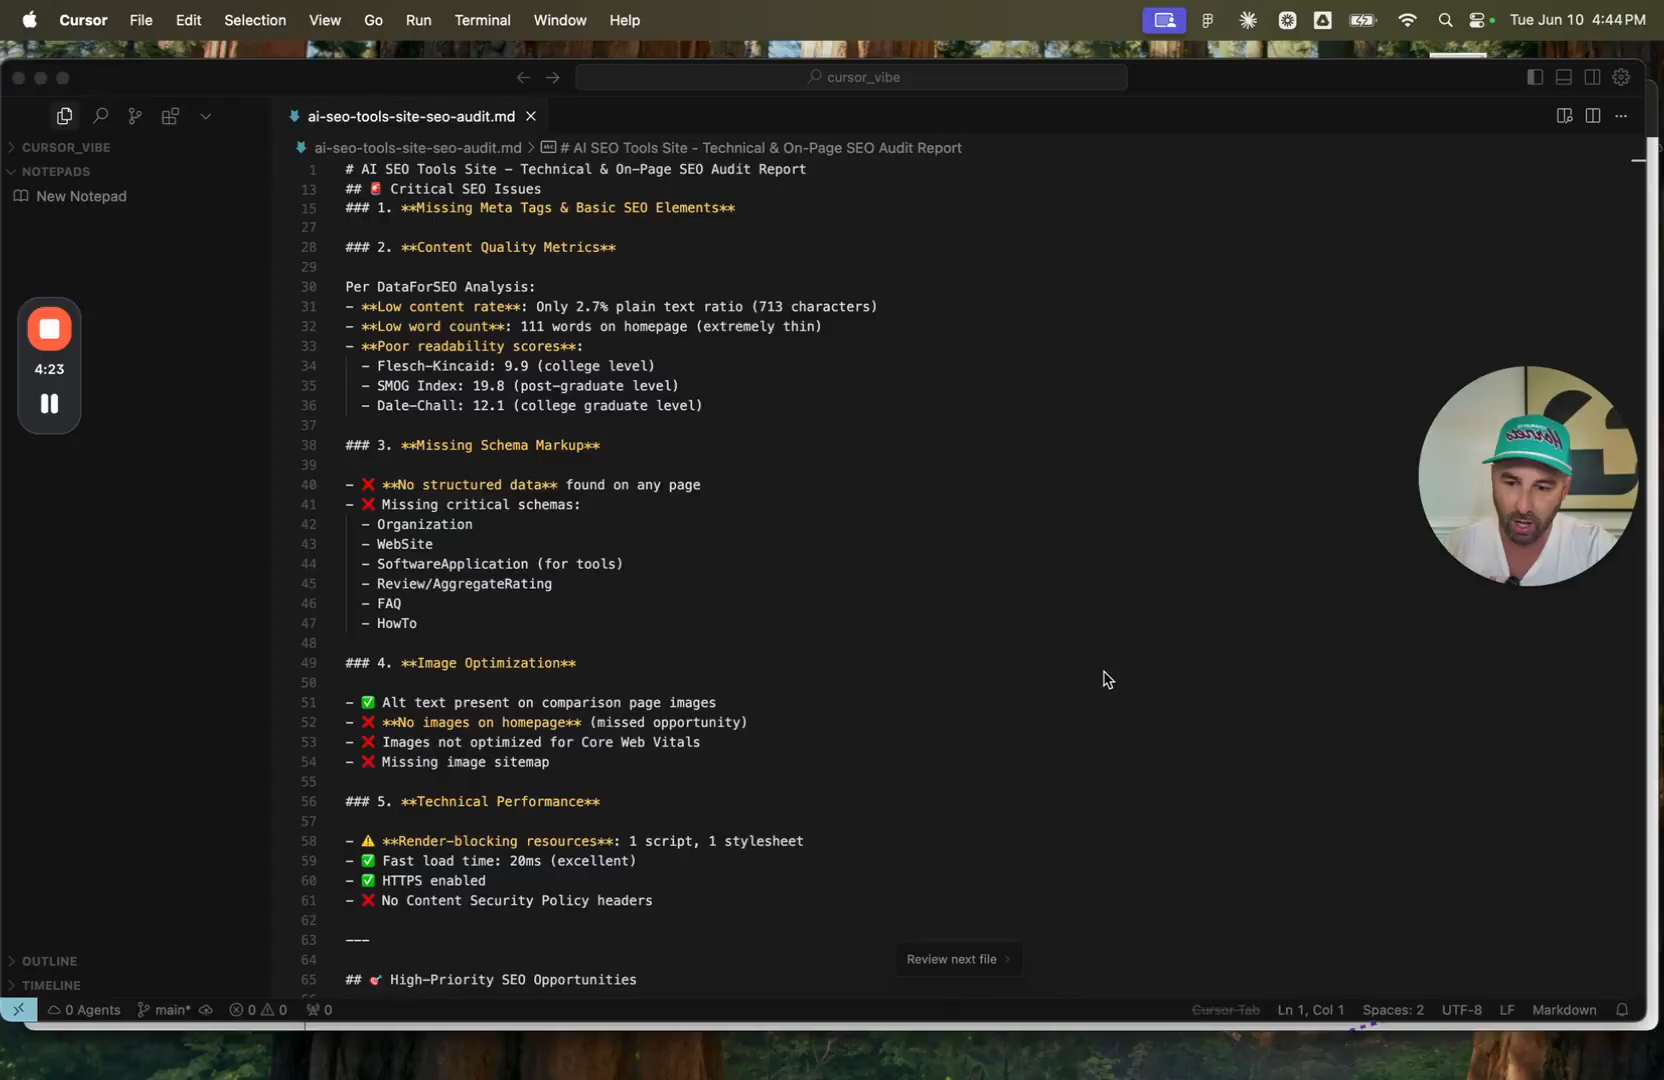 Cursor File Edit Selection View Go Run Terminal Window Help Tue Jun 10 4:44 PM
cursor_vibe
ai-seo-tools-site-seo-audit.md
CURSOR_VIBE
ai-seo-tools-site-seo-audit.md > # AI SEO Tools Site - Technical & On-Page SEO Audit Report
NOTEPADS
New Notepad
4:23
1 # AI SEO Tools Site - Technical & On-Page SEO Audit Report
13 ## 🚨 Critical SEO Issues
15 ### 1. **Missing Meta Tags & Basic SEO Elements**
27
28 ### 2. **Content Quality Metrics**
29
30 Per DataForSEO Analysis:
31 - **Low content rate**: Only 2.7% plain text ratio (713 characters)
32 - **Low word count**: 111 words on homepage (extremely thin)
33 - **Poor readability scores**:
34 - Flesch-Kincaid: 9.9 (college level)
35 - SMOG Index: 19.8 (post-graduate level)
36 - Dale-Chall: 12.1 (college graduate level)
37
38 ### 3. **Missing Schema Markup**
39
40 - ❌ **No structured data** found on any page
41 - ❌ Missing critical schemas:
42 - Organization
43 - WebSite
44 - SoftwareApplication (for tools)
45 - Review/AggregateRating
46 - FAQ
47 - HowTo
48
49 ### 4. **Image Optimization**
50
51 - ✅ Alt text present on comparison page images
52 - ❌ **No images on homepage** (missed opportunity)
53 - ❌ Images not optimized for Core Web Vitals
54 - ❌ Missing image sitemap
55
56 ### 5. **Technical Performance**
57
58 - ⚠️ **Render-blocking resources**: 1 script, 1 stylesheet
59 - ✅ Fast load time: 20ms (excellent)
60 - ✅ HTTPS enabled
61 - ❌ No Content Security Policy headers
62
63 ---
64
65 ## 🎯 High-Priority SEO Opportunities
Hornets
Review next file >
OUTLINE
TIMELINE
0 Agents main* 0 0 0 Cursor Tab Ln 1, Col 1 Spaces: 2 UTF-8 LF Markdown